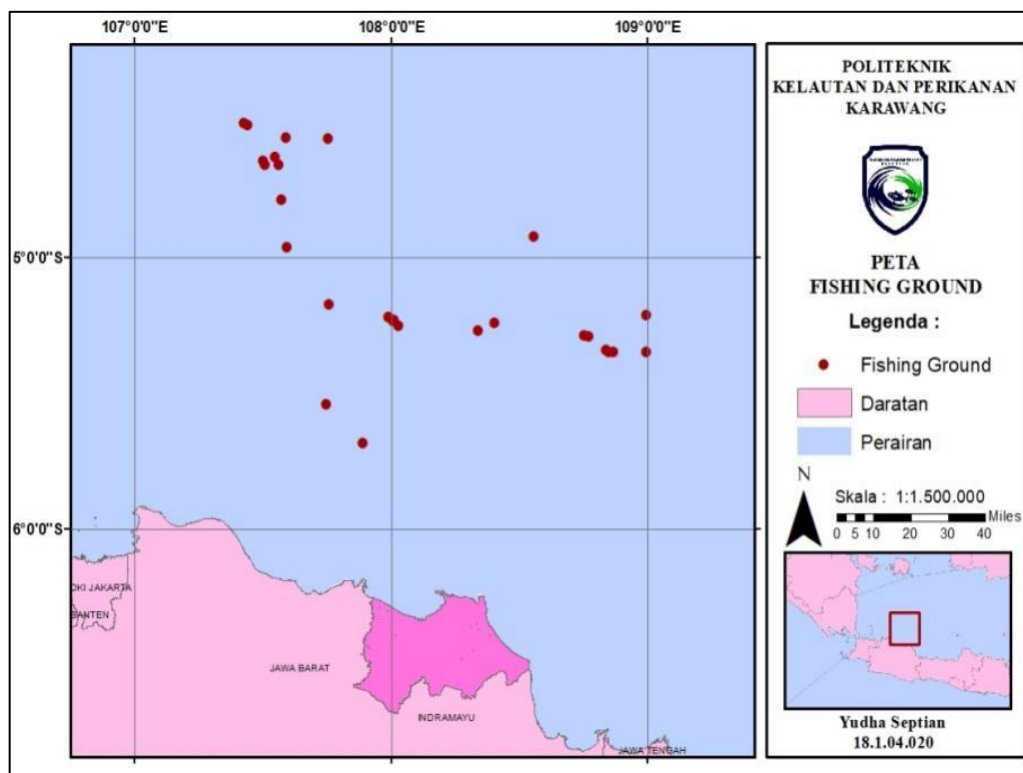 107°0'0"E 108°0'0"E 109°0'0"E
5°0'0"S
6°0'0"S
DKI JAKARTA
BANTEN
JAWA BARAT
INDRAMAYU
JAWA TENGAH
POLITEKNIK
KELAUTAN DAN PERIKANAN
KARAWANG
PETA
FISHING GROUND
Legenda :
Fishing Ground
Daratan
Perairan
N
Skala : 1:1.500.000
Miles
0 5 10 20 30 40
Yudha Septian
18.1.04.020